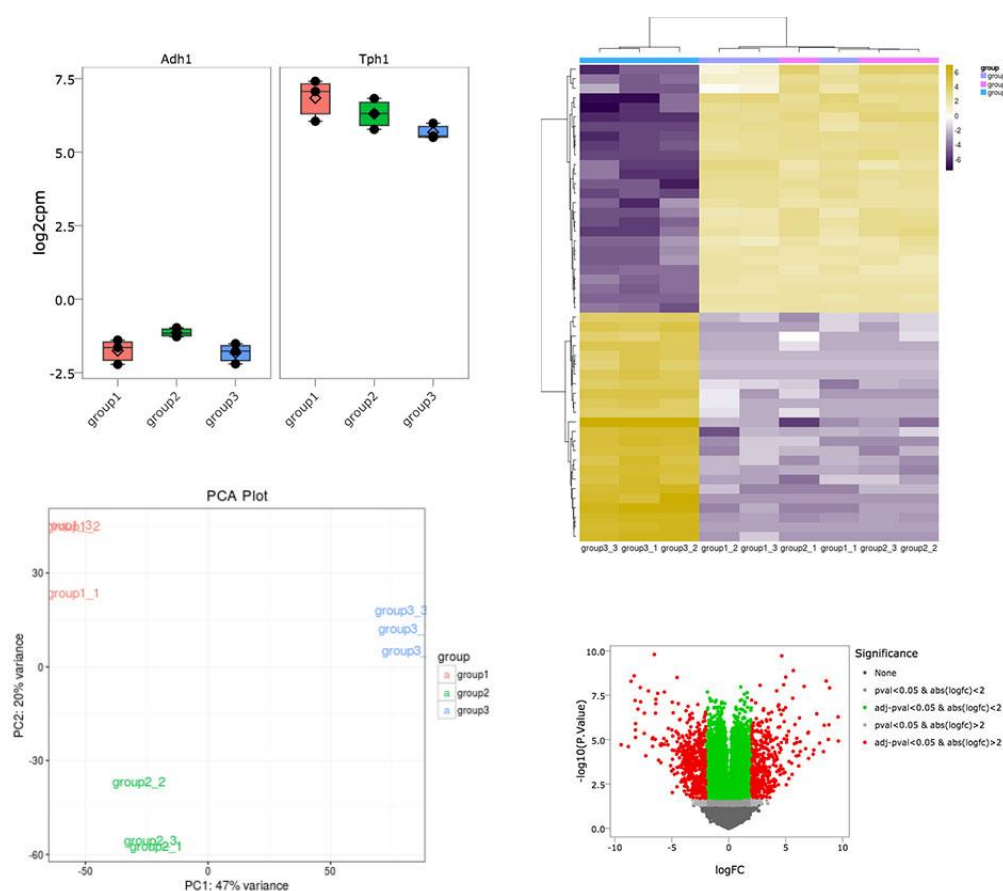 Adh1
Tph1
log2cpm
7.5
5.0
2.5
0.0
-2.5
group1
group2
group3
group1
group2
group3
group
group
group
group
6
4
2
0
-2
-4
-6
group3_3 group3_1 group3_2 group1_2 group1_3 group2_1 group1_1 group2_3 group2_2
PCA Plot
PC2: 20% variance
30
0
-30
-60
group1_1
group3_3
group3_
group3_
group2_2
group2_3
group2_1
-50
0
50
PC1: 47% variance
group
a group1
a group2
a group3
-log10(P.Value)
10.0
7.5
5.0
2.5
0.0
-10
-5
0
5
10
logFC
Significance
None
pval<0.05 & abs(logfc)<2
adj-pval<0.05 & abs(logfc)<2
pval<0.05 & abs(logfc)>2
adj-pval<0.05 & abs(logfc)>2